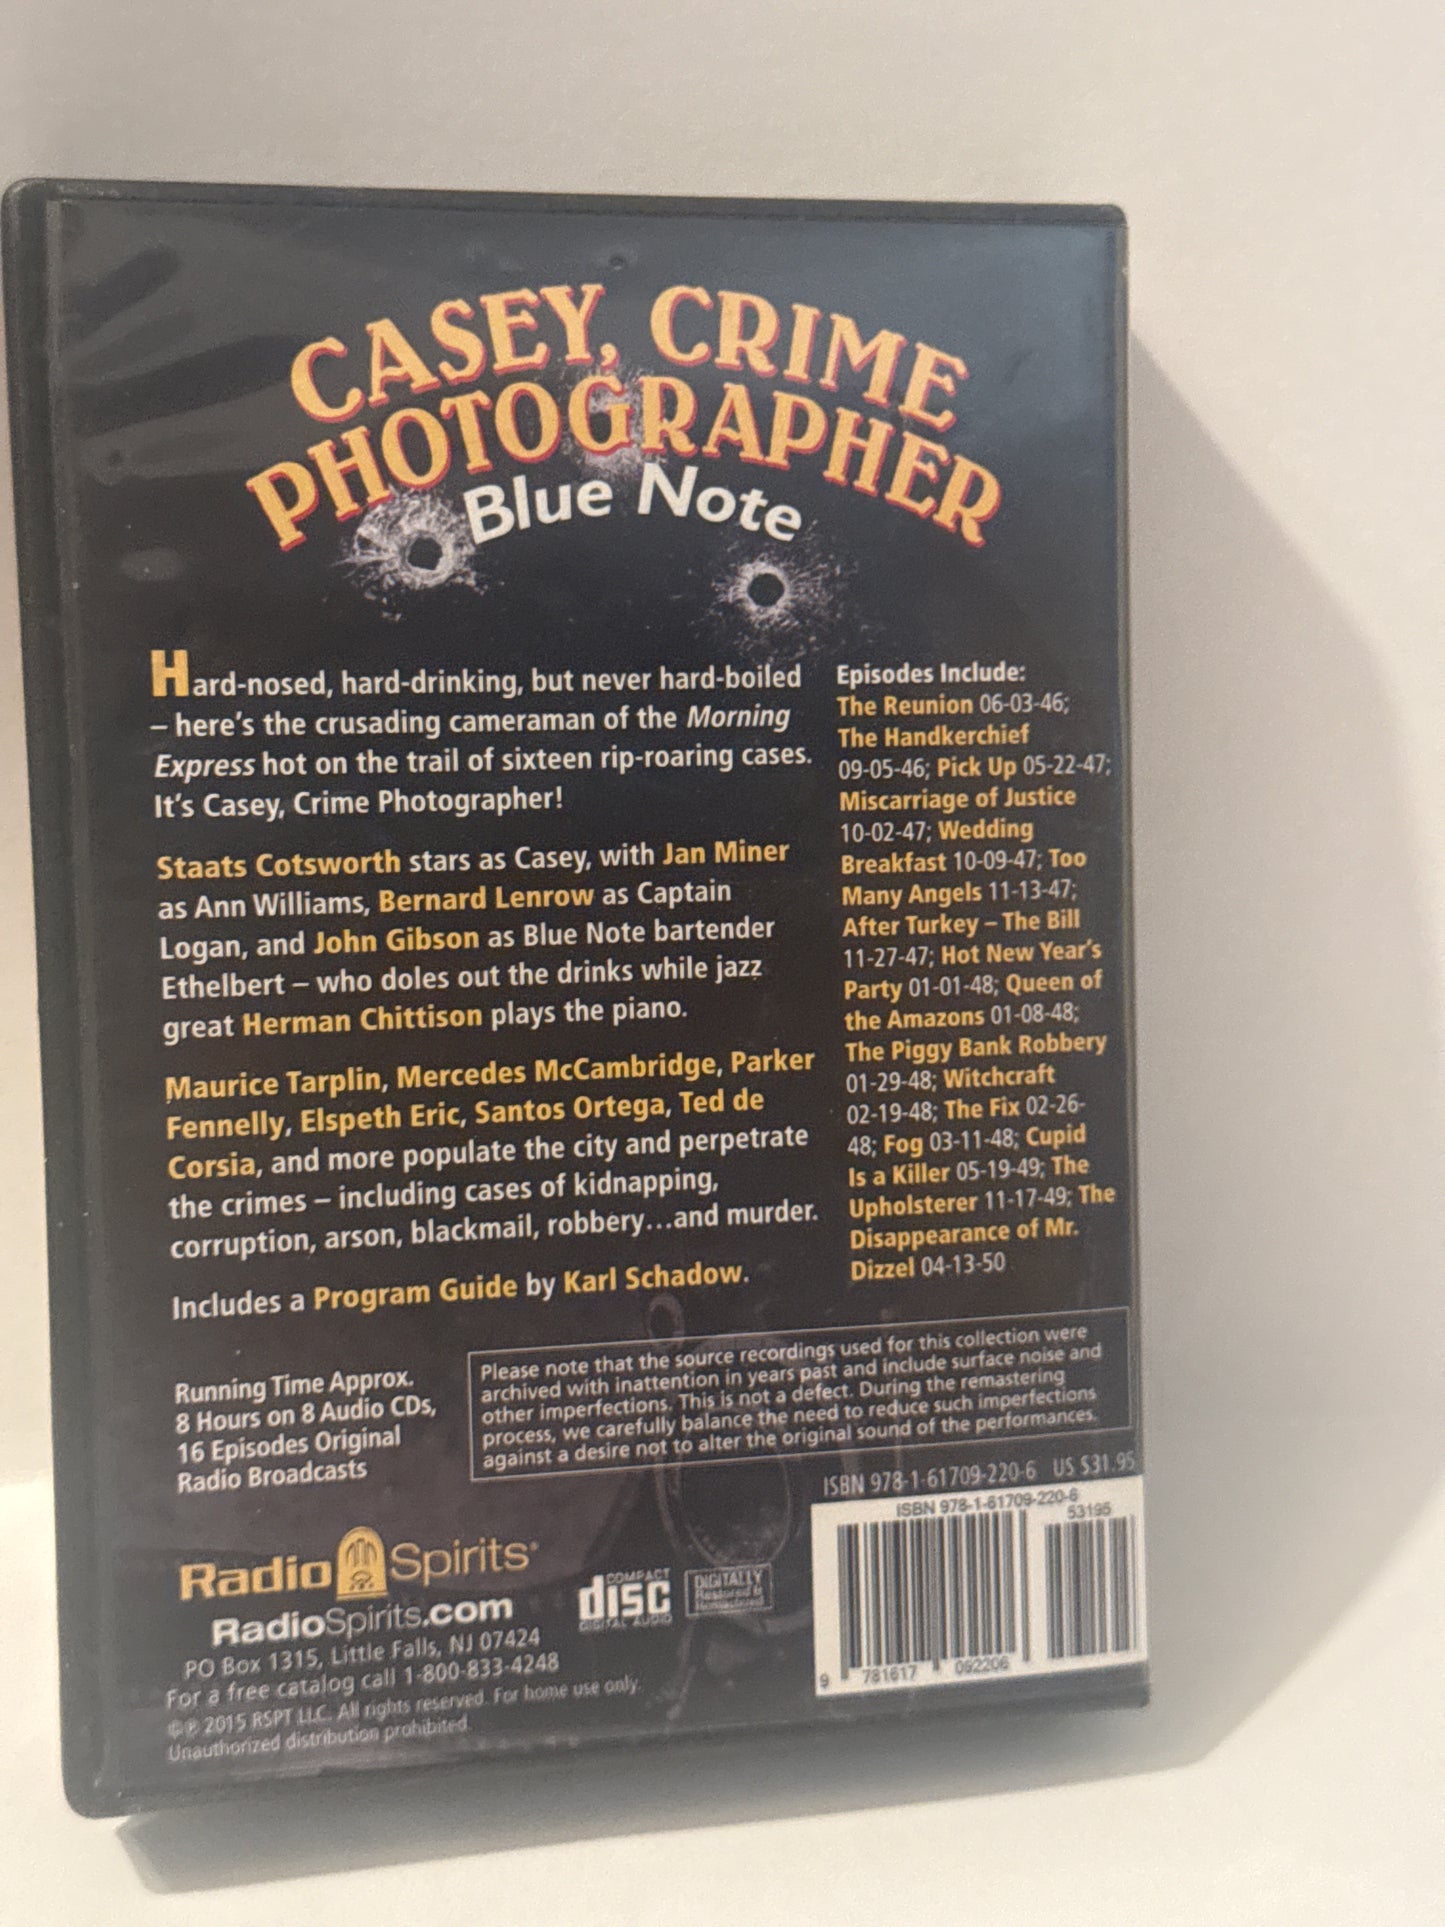 CASEY, CRIME
PHOTOGRAPHER
Blue Note
Hard-nosed, hard-drinking, but never hard-boiled
– here's the crusading cameraman of the Morning
Express hot on the trail of sixteen rip-roaring cases.
It's Casey, Crime Photographer!
Staats Cotsworth stars as Casey, with Jan Miner
as Ann Williams, Bernard Lenrow as Captain
Logan, and John Gibson as Blue Note bartender
Ethelbert – who doles out the drinks while jazz
great Herman Chittison plays the piano.
Maurice Tarplin, Mercedes McCambridge, Parker
Fennelly, Elspeth Eric, Santos Ortega, Ted de
Corsia, and more populate the city and perpetrate
the crimes – including cases of kidnapping,
corruption, arson, blackmail, robbery...and murder.
Includes a Program Guide by Karl Schadow.
Episodes Include:
The Reunion 06-03-46;
The Handkerchief
09-05-46; Pick Up 05-22-47;
Miscarriage of Justice
10-02-47; Wedding
Breakfast 10-09-47; Too
Many Angels 11-13-47;
After Turkey – The Bill
11-27-47; Hot New Year's
Party 01-01-48; Queen of
the Amazons 01-08-48;
The Piggy Bank Robbery
01-29-48; Witchcraft
02-19-48; The Fix 02-26-
48; Fog 03-11-48; Cupid
Is a Killer 05-19-49; The
Upholsterer 11-17-49; The
Disappearance of Mr.
Dizzel 04-13-50
Running Time Approx.
8 Hours on 8 Audio CDs,
16 Episodes Original
Radio Broadcasts
Please note that the source recordings used for this collection were
archived with inattention in years past and include surface noise and
other imperfections. This is not a defect. During the remastering
process, we carefully balance the need to reduce such imperfections
against a desire not to alter the original sound of the performances.
ISBN 978-1-61709-220-6 US $31.95
ISBN 978-1-61709-220-6
53195
9 781617 092206
Radio Spirits
RadioSpirits.com
PO Box 1315, Little Falls, NJ 07424
For a free catalog call 1-800-833-4248
©℗ 2015 RSPT LLC. All rights reserved. For home use only.
Unauthorized distribution prohibited.
COMPACT
disc
DIGITAL AUDIO
DIGITALLY
Restored &
Remastered